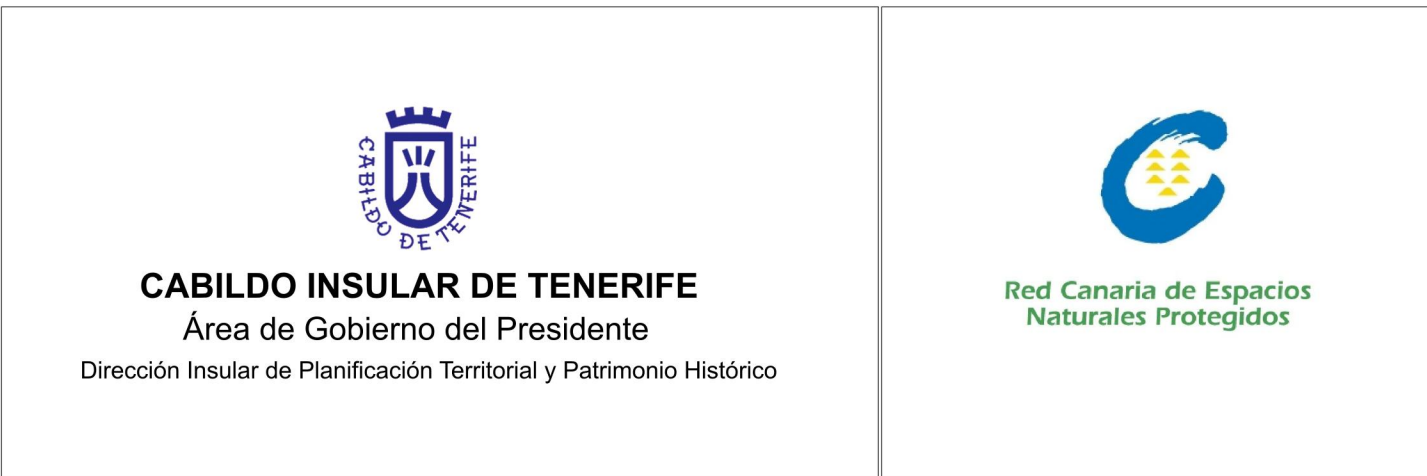 CABILDO DE TENERIFE
CABILDO INSULAR DE TENERIFE
Área de Gobierno del Presidente
Dirección Insular de Planificación Territorial y Patrimonio Histórico
Red Canaria de Espacios
Naturales Protegidos